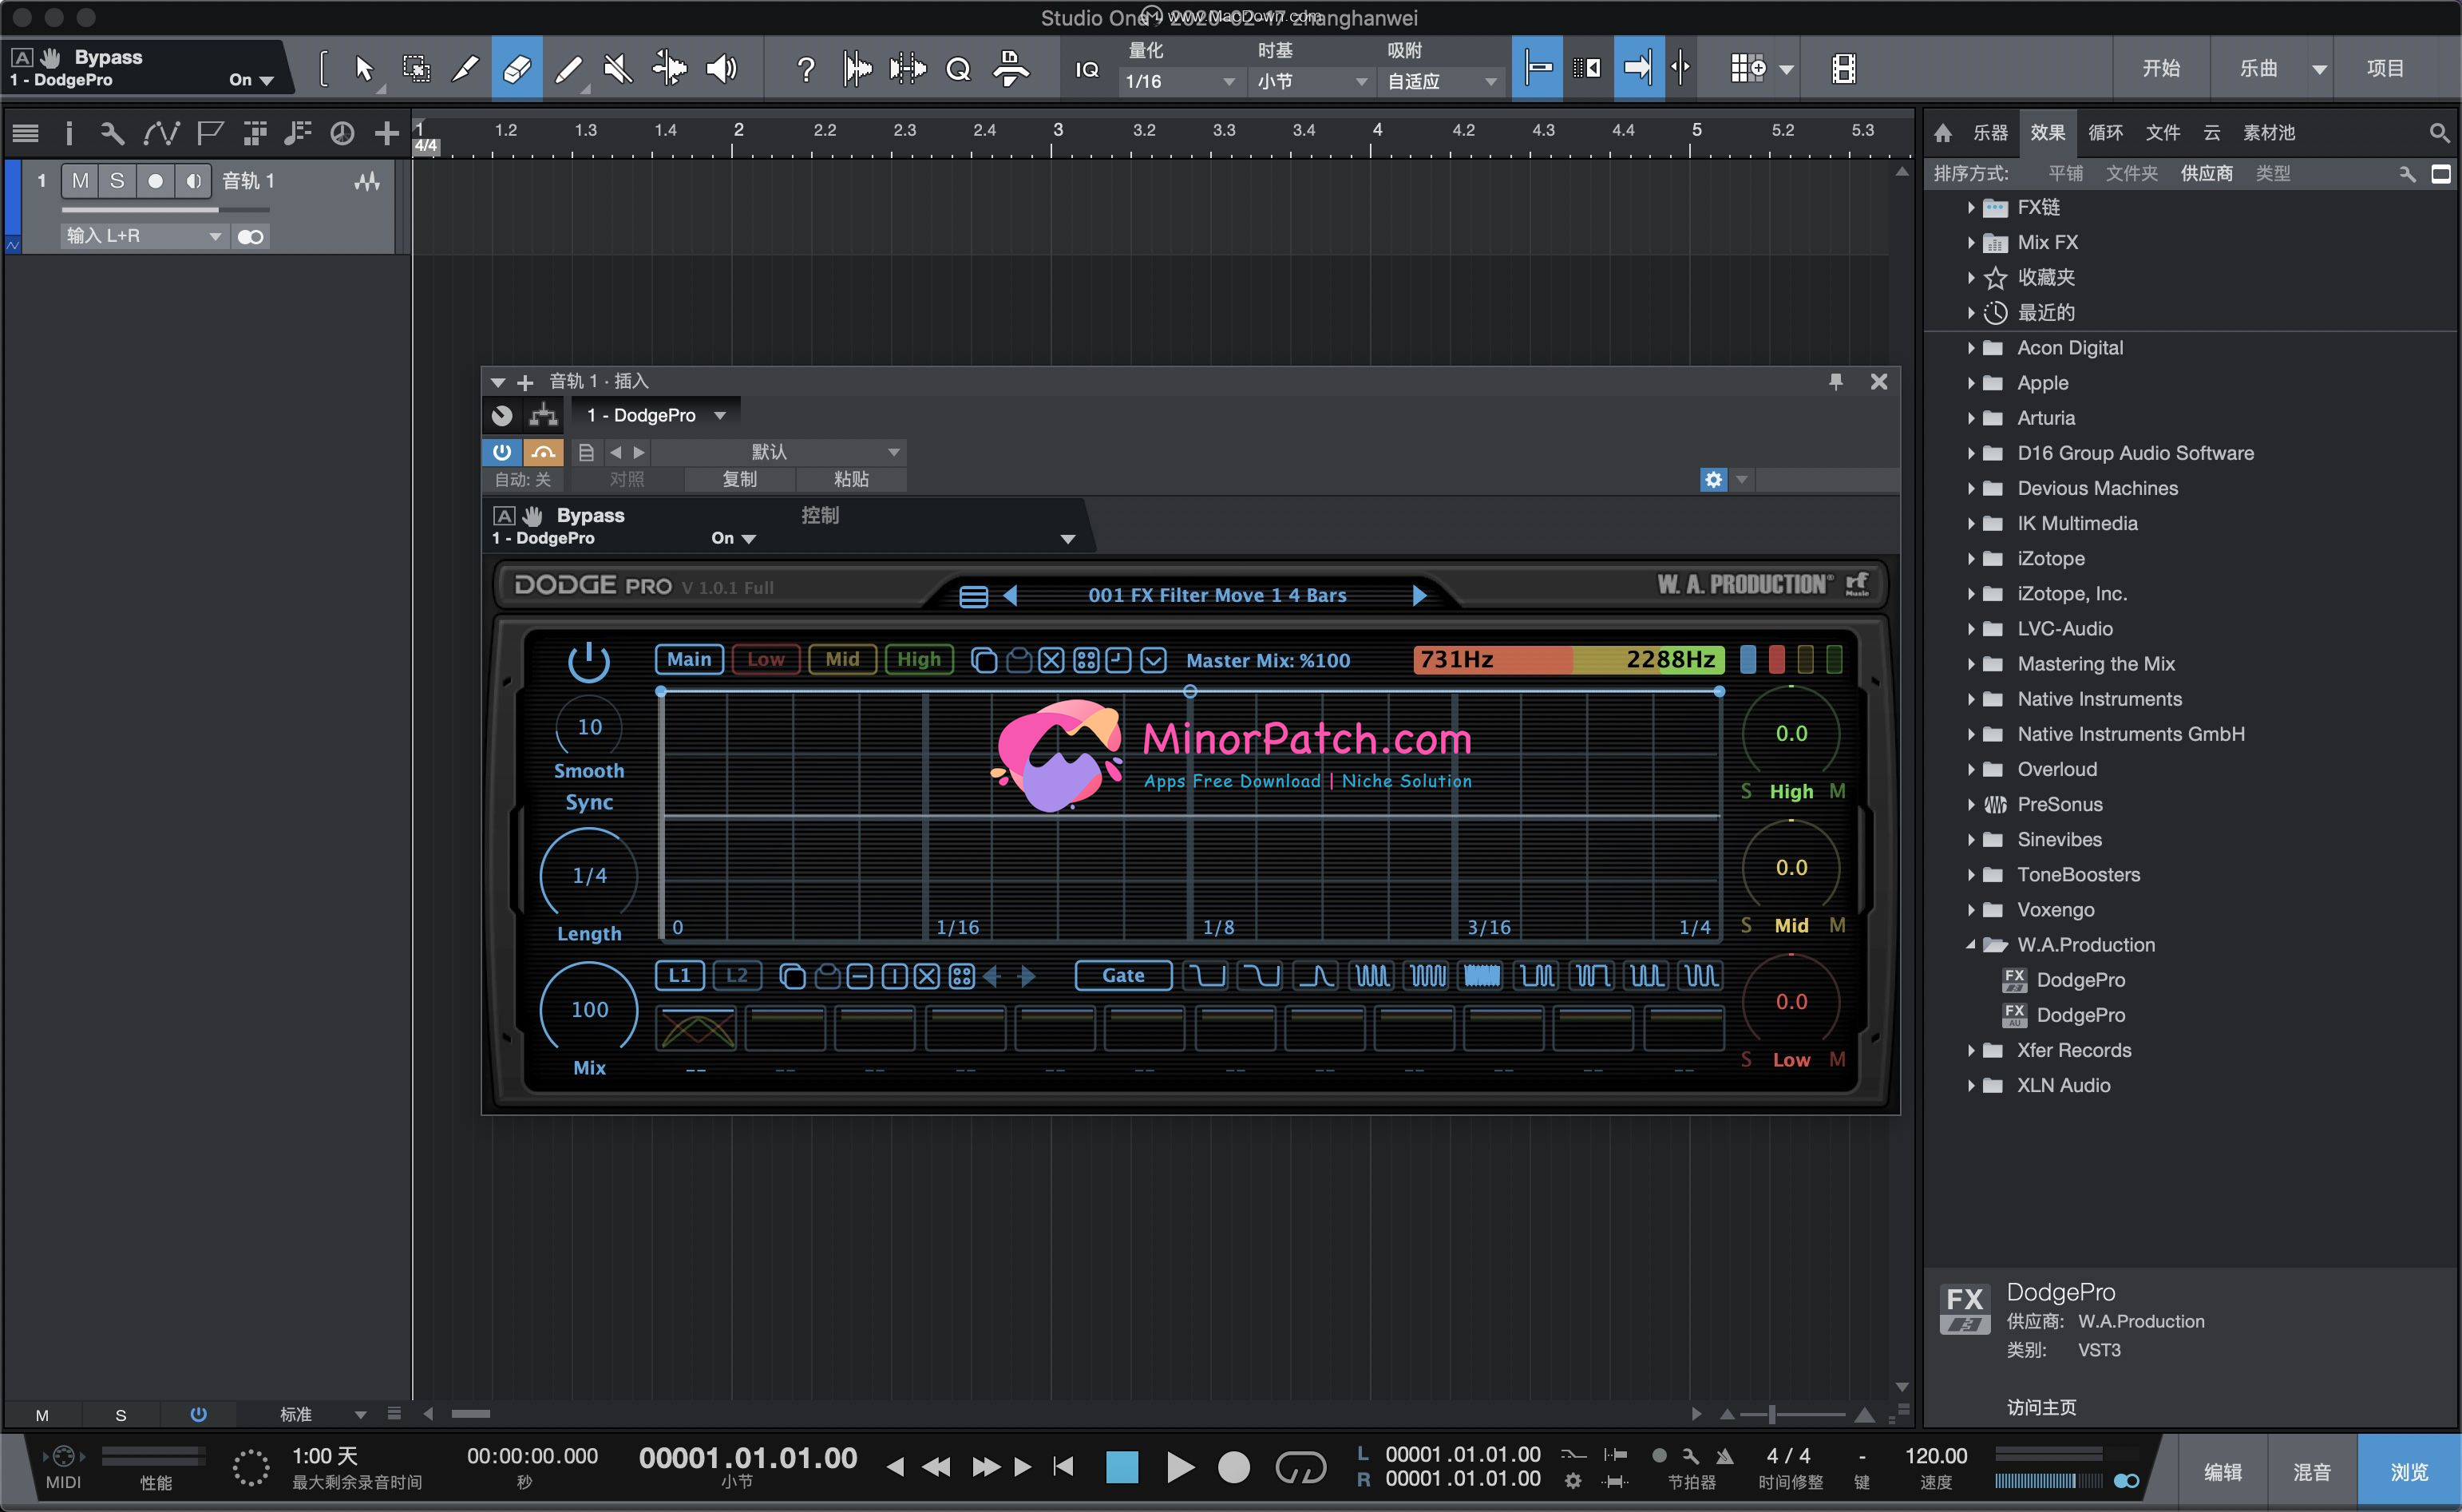 Studio One - 2020-02-17 zhanghanwei
www.MacDown.com
A Bypass
1 - DodgePro On
IQ
量化 时基 吸附
1/16 小节 自适应
开始 乐曲 项目
1 1.2 1.3 1.4 2 2.2 2.3 2.4 3 3.2 3.3 3.4 4 4.2 4.3 4.4 5 5.2 5.3
4/4
1 M S 音轨 1
输入 L+R
乐器 效果 循环 文件 云 素材池
排序方式: 平铺 文件夹 供应商 类型
FX链
Mix FX
收藏夹
最近的
Acon Digital
Apple
Arturia
D16 Group Audio Software
Devious Machines
IK Multimedia
iZotope
iZotope, Inc.
LVC-Audio
Mastering the Mix
Native Instruments
Native Instruments GmbH
Overloud
PreSonus
Sinevibes
ToneBoosters
Voxengo
W.A.Production
FX DodgePro
FX AU DodgePro
Xfer Records
XLN Audio
音轨 1 · 插入
1 - DodgePro
默认
自动: 关 对照 复制 粘贴
A Bypass 控制
1 - DodgePro On
DODGE PRO V 1.0.1 Full
001 FX Filter Move 1 4 Bars
W. A. PRODUCTION® rf Music
Main Low Mid High Master Mix: %100 731Hz 2288Hz
10
Smooth
Sync
1/4
Length
100
Mix
MinorPatch.com
Apps Free Download | Niche Solution
0 1/16 1/8 3/16 1/4
0.0
S High M
0.0
S Mid M
0.0
S Low M
L1 L2 Gate
-- -- -- -- -- -- -- -- -- -- -- --
FX DodgePro
供应商: W.A.Production
类别: VST3
访问主页
M S 标准
MIDI
性能
1:00 天
最大剩余录音时间
00:00:00.000
秒
00001.01.01.00
小节
L 00001.01.01.00
R 00001.01.01.00
节拍器
4 / 4
时间修整
-
键
120.00
速度
编辑 混音 浏览